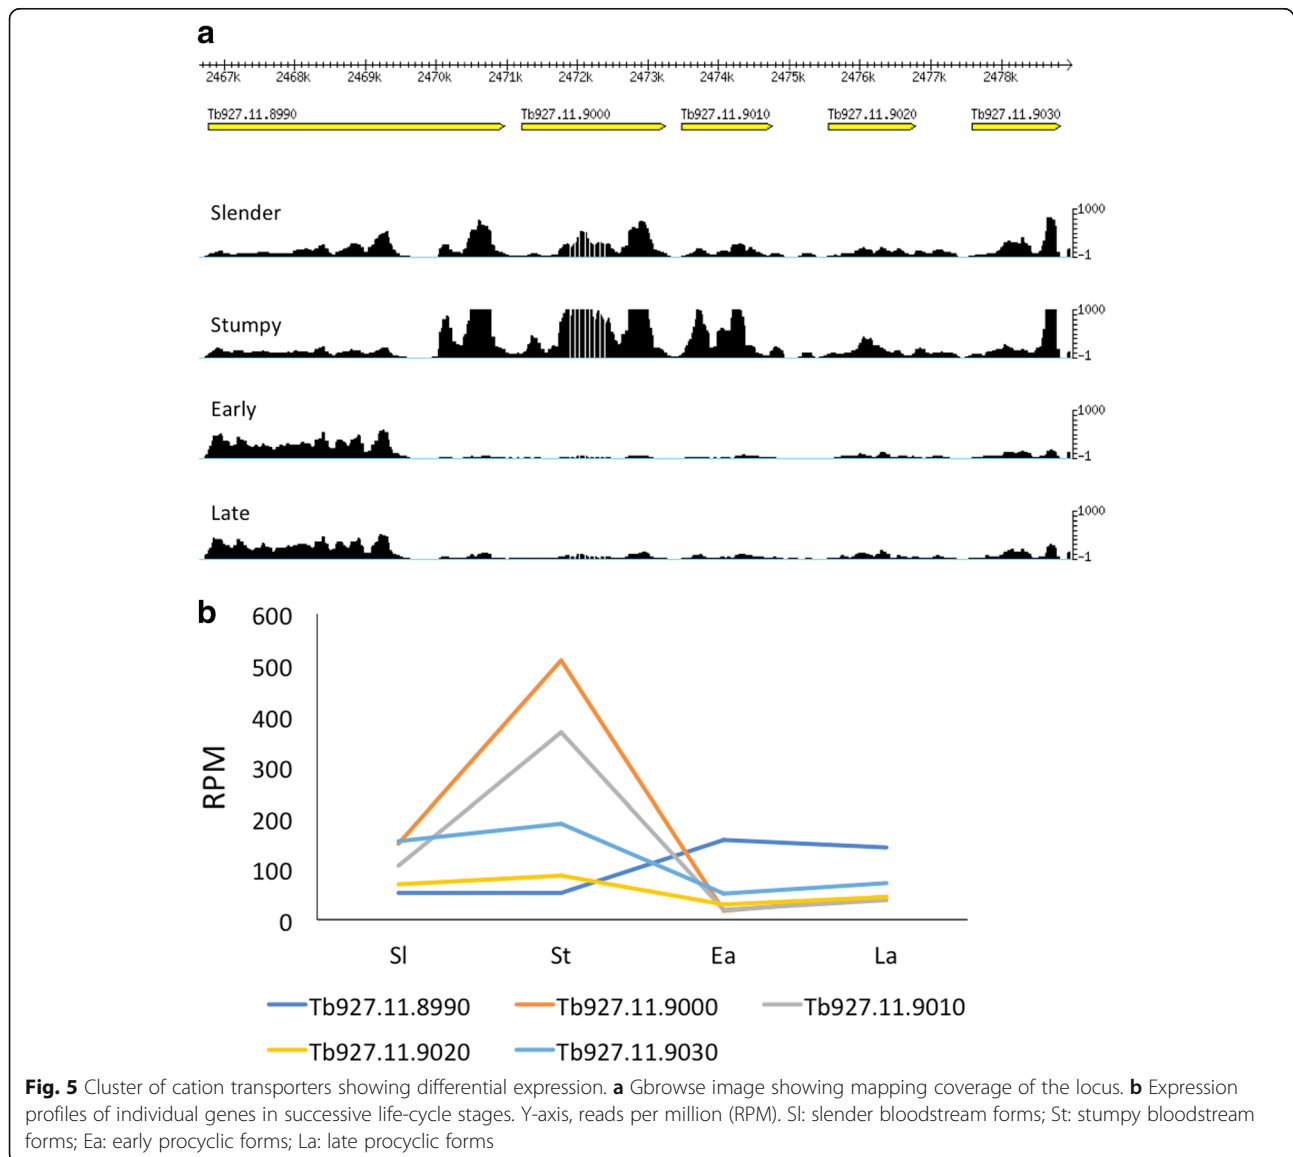 a
2467k 2468k 2469k 2470k 2471k 2472k 2473k 2474k 2475k 2476k 2477k 2478k
Tb927.11.8990 Tb927.11.9000 Tb927.11.9010 Tb927.11.9020 Tb927.11.9030
Slender
1000
-1
Stumpy
1000
-1
Early
1000
-1
Late
1000
-1
b
600
500
400
300
200
100
0
RPM
Sl St Ea La
Tb927.11.8990 Tb927.11.9000 Tb927.11.9010
Tb927.11.9020 Tb927.11.9030
Fig. 5 Cluster of cation transporters showing differential expression. a Gbrowse image showing mapping coverage of the locus. b Expression
profiles of individual genes in successive life-cycle stages. Y-axis, reads per million (RPM). Sl: slender bloodstream forms; St: stumpy bloodstream
forms; Ea: early procyclic forms; La: late procyclic forms